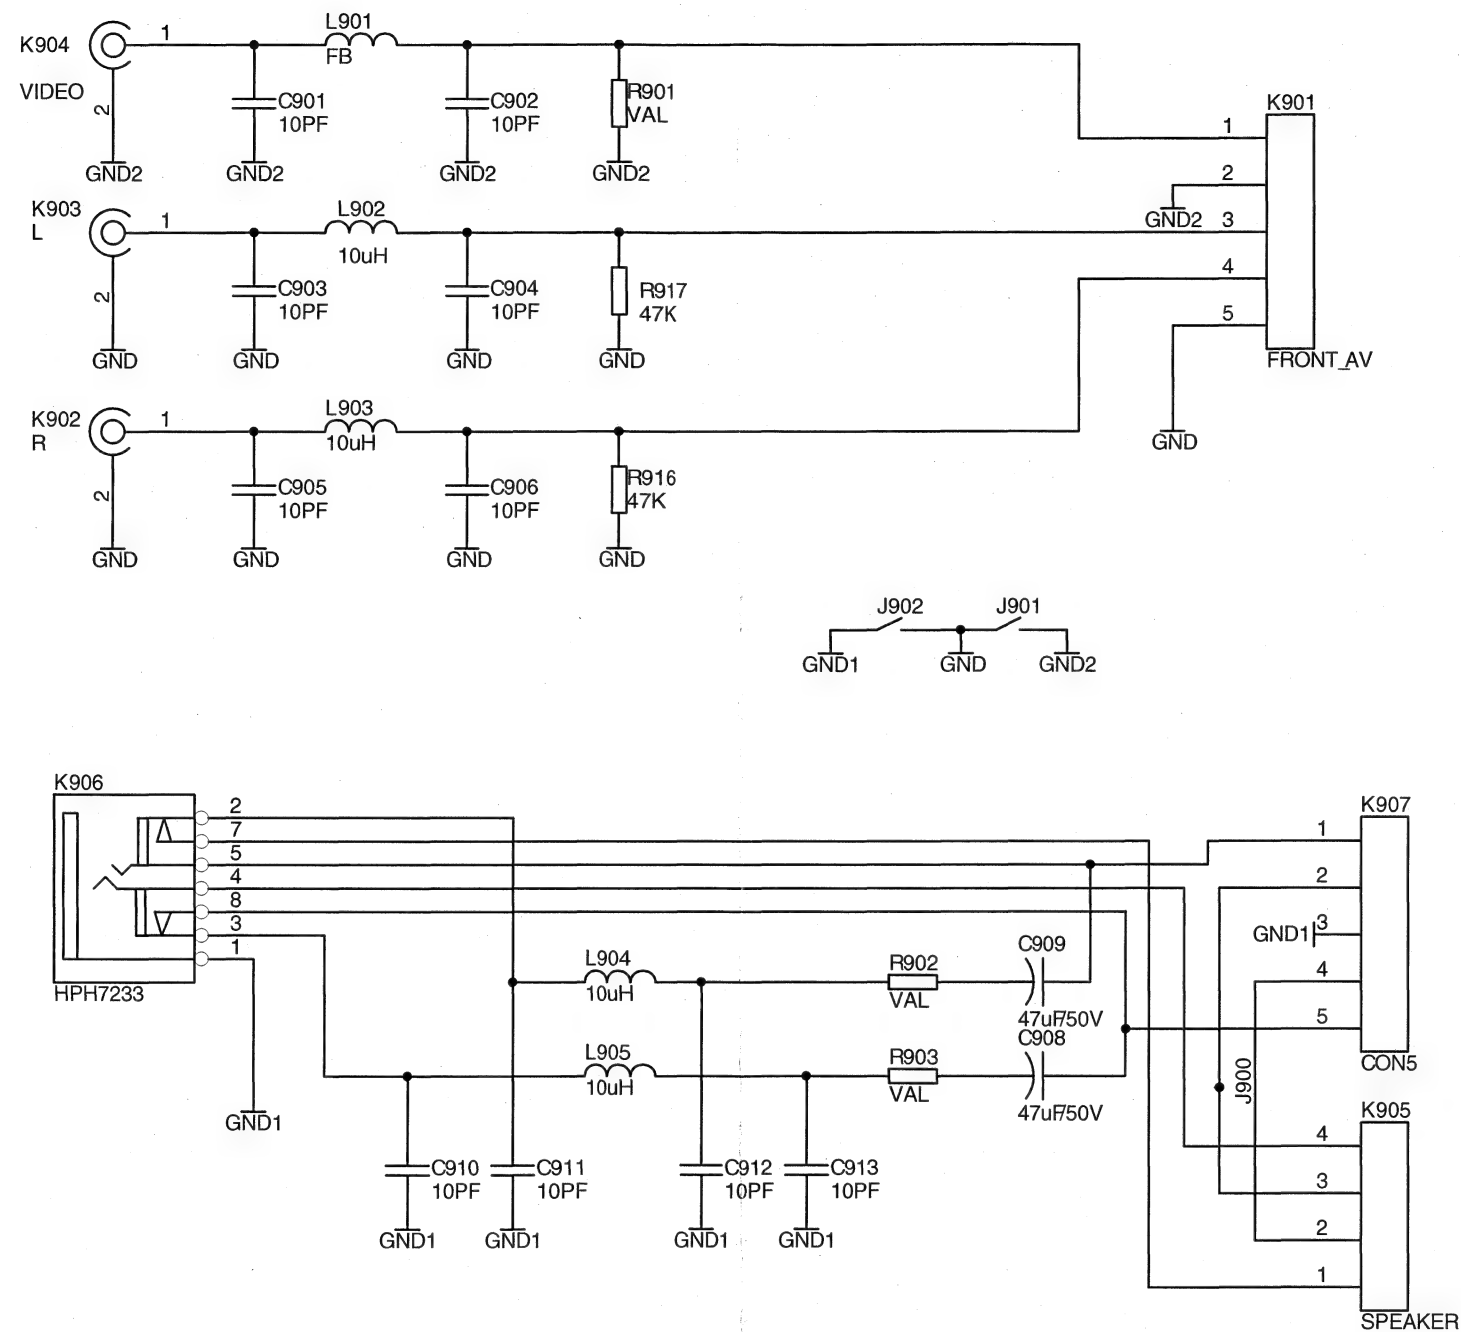 K904
VIDEO
1
2
GND2
L901
FB
C901
10PF
GND2
C902
10PF
GND2
R901
VAL
GND2
K901
1
2
GND2
3
4
5
GND
FRONT_AV
K903
L
1
2
GND
L902
10uH
C903
10PF
GND
C904
10PF
GND
R917
47K
GND
K902
R
1
2
GND
L903
10uH
C905
10PF
GND
C906
10PF
GND
R916
47K
GND
J902
J901
GND1
GND
GND2
K906
2
7
5
4
8
3
1
HPH7233
GND1
L904
10uH
R902
VAL
C909
47uF/50V
L905
10uH
R903
VAL
C908
47uF/50V
C910
10PF
GND1
C911
10PF
GND1
C912
10PF
GND1
C913
10PF
GND1
K907
1
2
GND1
3
4
5
CON5
J900
K905
4
3
2
1
SPEAKER